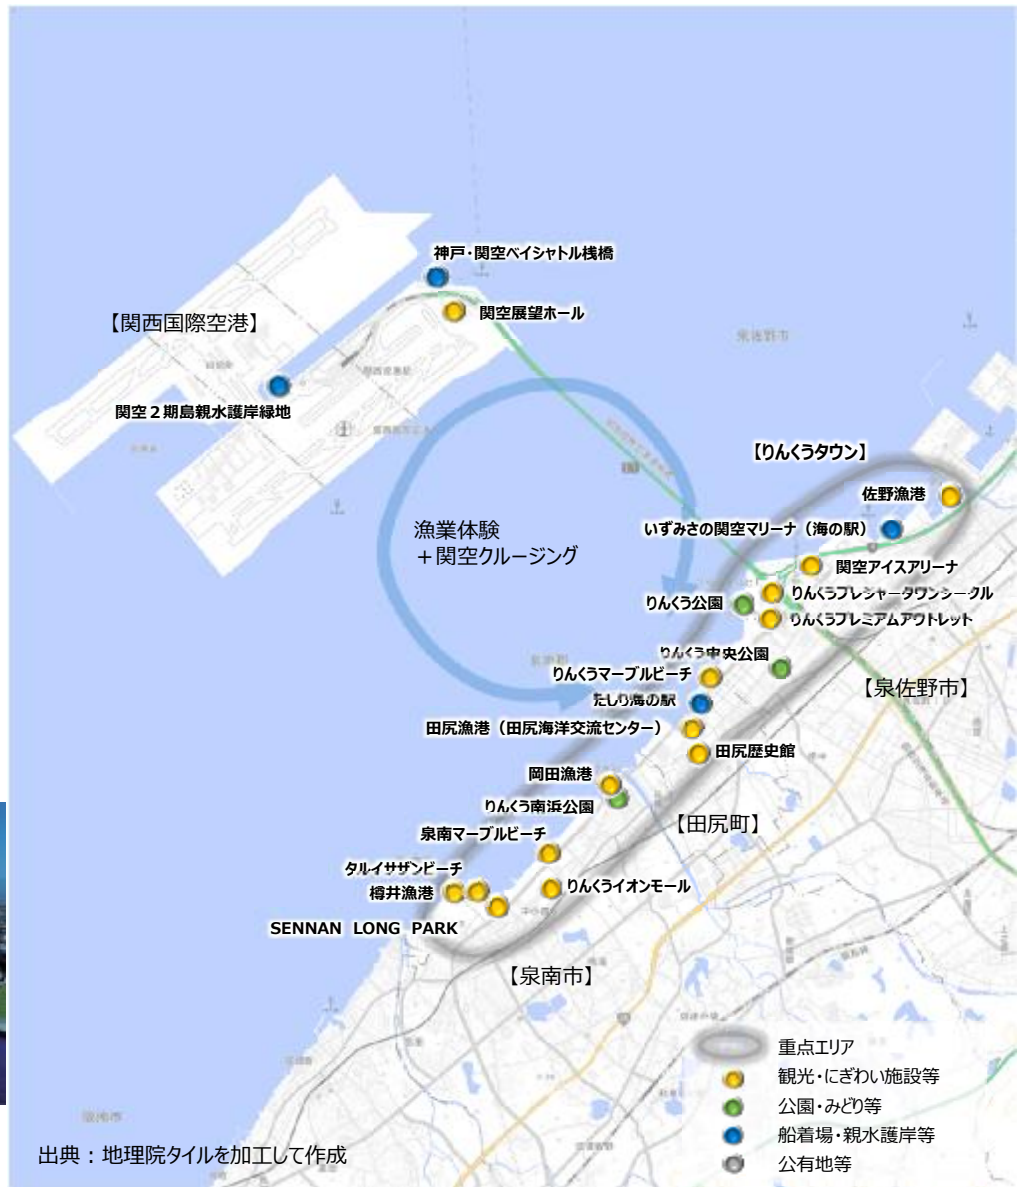 神戸・関空ベイシャトル桟橋
関空展望ホール
【関西国際空港】
関空２期島親水護岸緑地
泉佐野市
【りんくうタウン】
佐野漁港
漁業体験
＋関空クルージング
いずみさの関空マリーナ（海の駅）
関空アイスアリーナ
りんくうプレジャータウンシークル
りんくう公園
りんくうプレミアムアウトレット
りんくう中央公園
りんくうマーブルビーチ
【泉佐野市】
たじり海の駅
田尻漁港（田尻海洋交流センター）
田尻歴史館
岡田漁港
りんくう南浜公園
【田尻町】
泉南マーブルビーチ
タルイサザンビーチ
りんくうイオンモール
樽井漁港
SENNAN LONG PARK
【泉南市】
重点エリア
観光・にぎわい施設等
公園・みどり等
阪南市
船着場・親水護岸等
出典：地理院タイルを加工して作成
公有地等